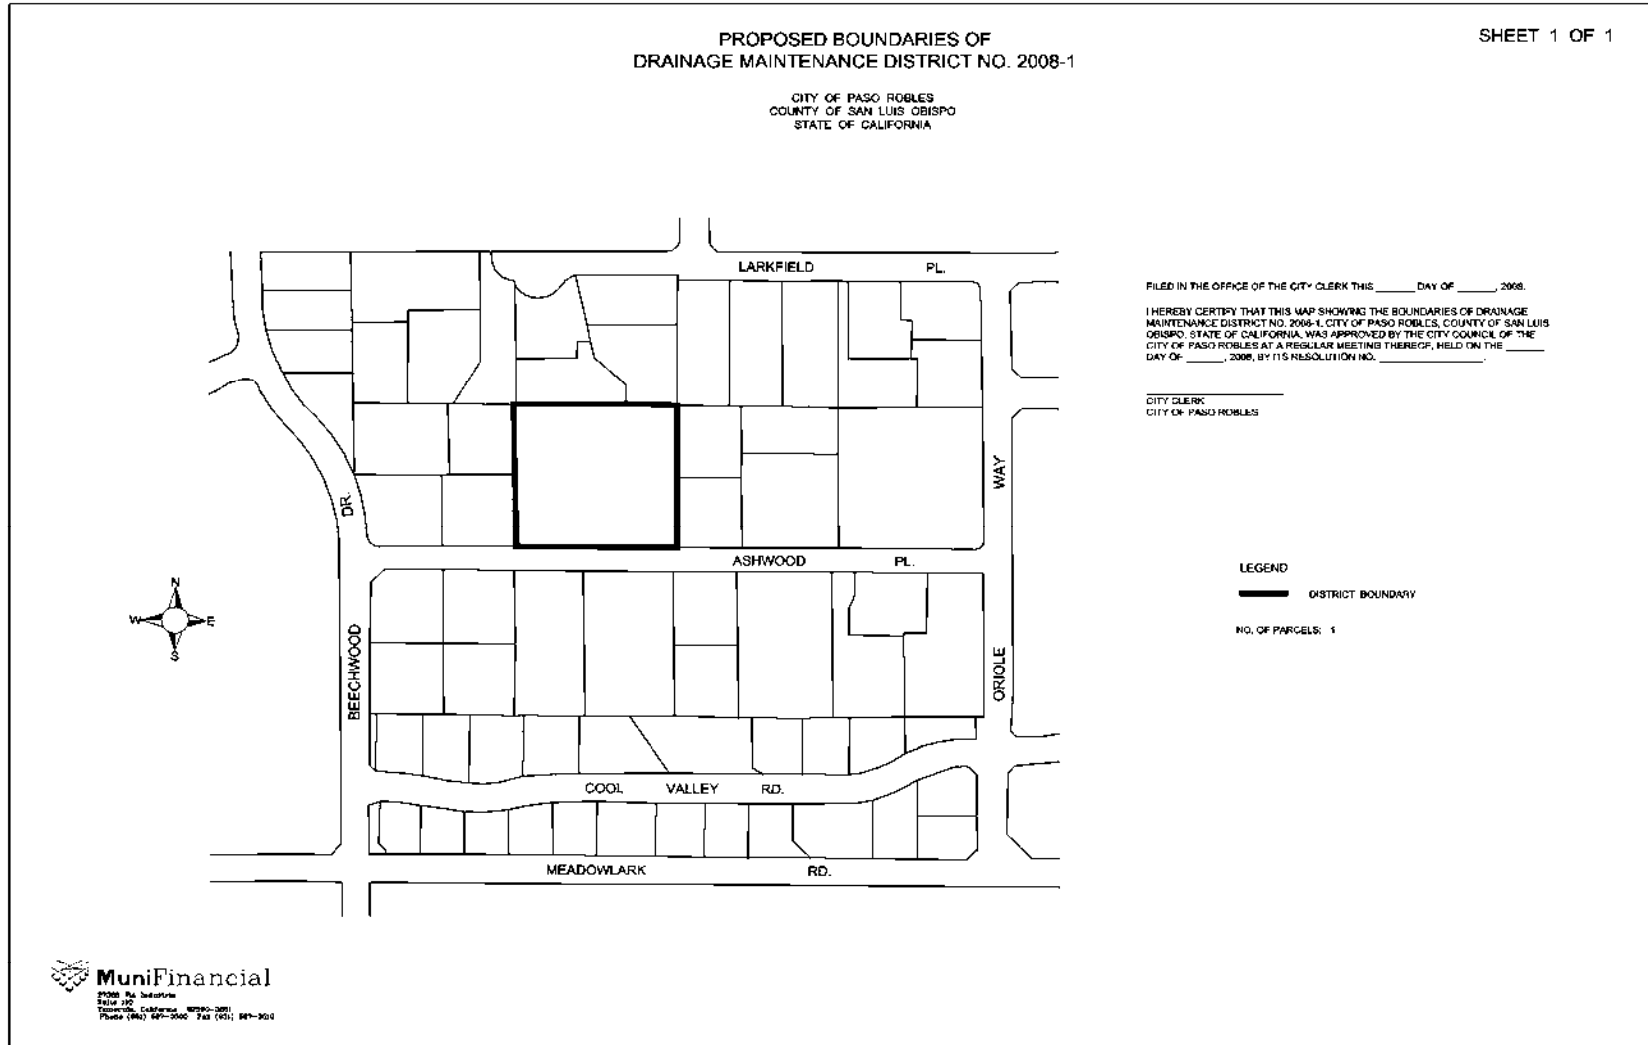 PROPOSED BOUNDARIES OF
DRAINAGE MAINTENANCE DISTRICT NO. 2008-1
SHEET 1 OF 1
CITY OF PASO ROBLES
COUNTY OF SAN LUIS OBISPO
STATE OF CALIFORNIA
LARKFIELD PL.
FILED IN THE OFFICE OF THE CITY CLERK THIS ______ DAY OF ______, 2008.
I HEREBY CERTIFY THAT THIS MAP SHOWING THE BOUNDARIES OF DRAINAGE
MAINTENANCE DISTRICT NO. 2008-1, CITY OF PASO ROBLES, COUNTY OF SAN LUIS
OBISPO, STATE OF CALIFORNIA, WAS APPROVED BY THE CITY COUNCIL OF THE
CITY OF PASO ROBLES AT A REGULAR MEETING THEREOF, HELD ON THE ______
DAY OF ______, 2008, BY ITS RESOLUTION NO. ________________.
CITY CLERK
CITY OF PASO ROBLES
WAY
DR.
ASHWOOD PL.
LEGEND
DISTRICT BOUNDARY
NO. OF PARCELS: 1
N
W E
S
BEECHWOOD
ORIOLE
COOL VALLEY RD.
MEADOWLARK RD.
MuniFinancial
Temecula, California
Phone Fax